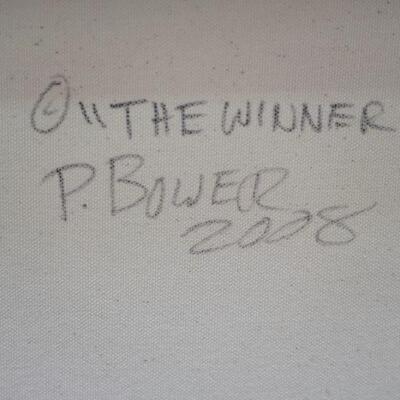 © "THE WINNER
P. BOWER
2008